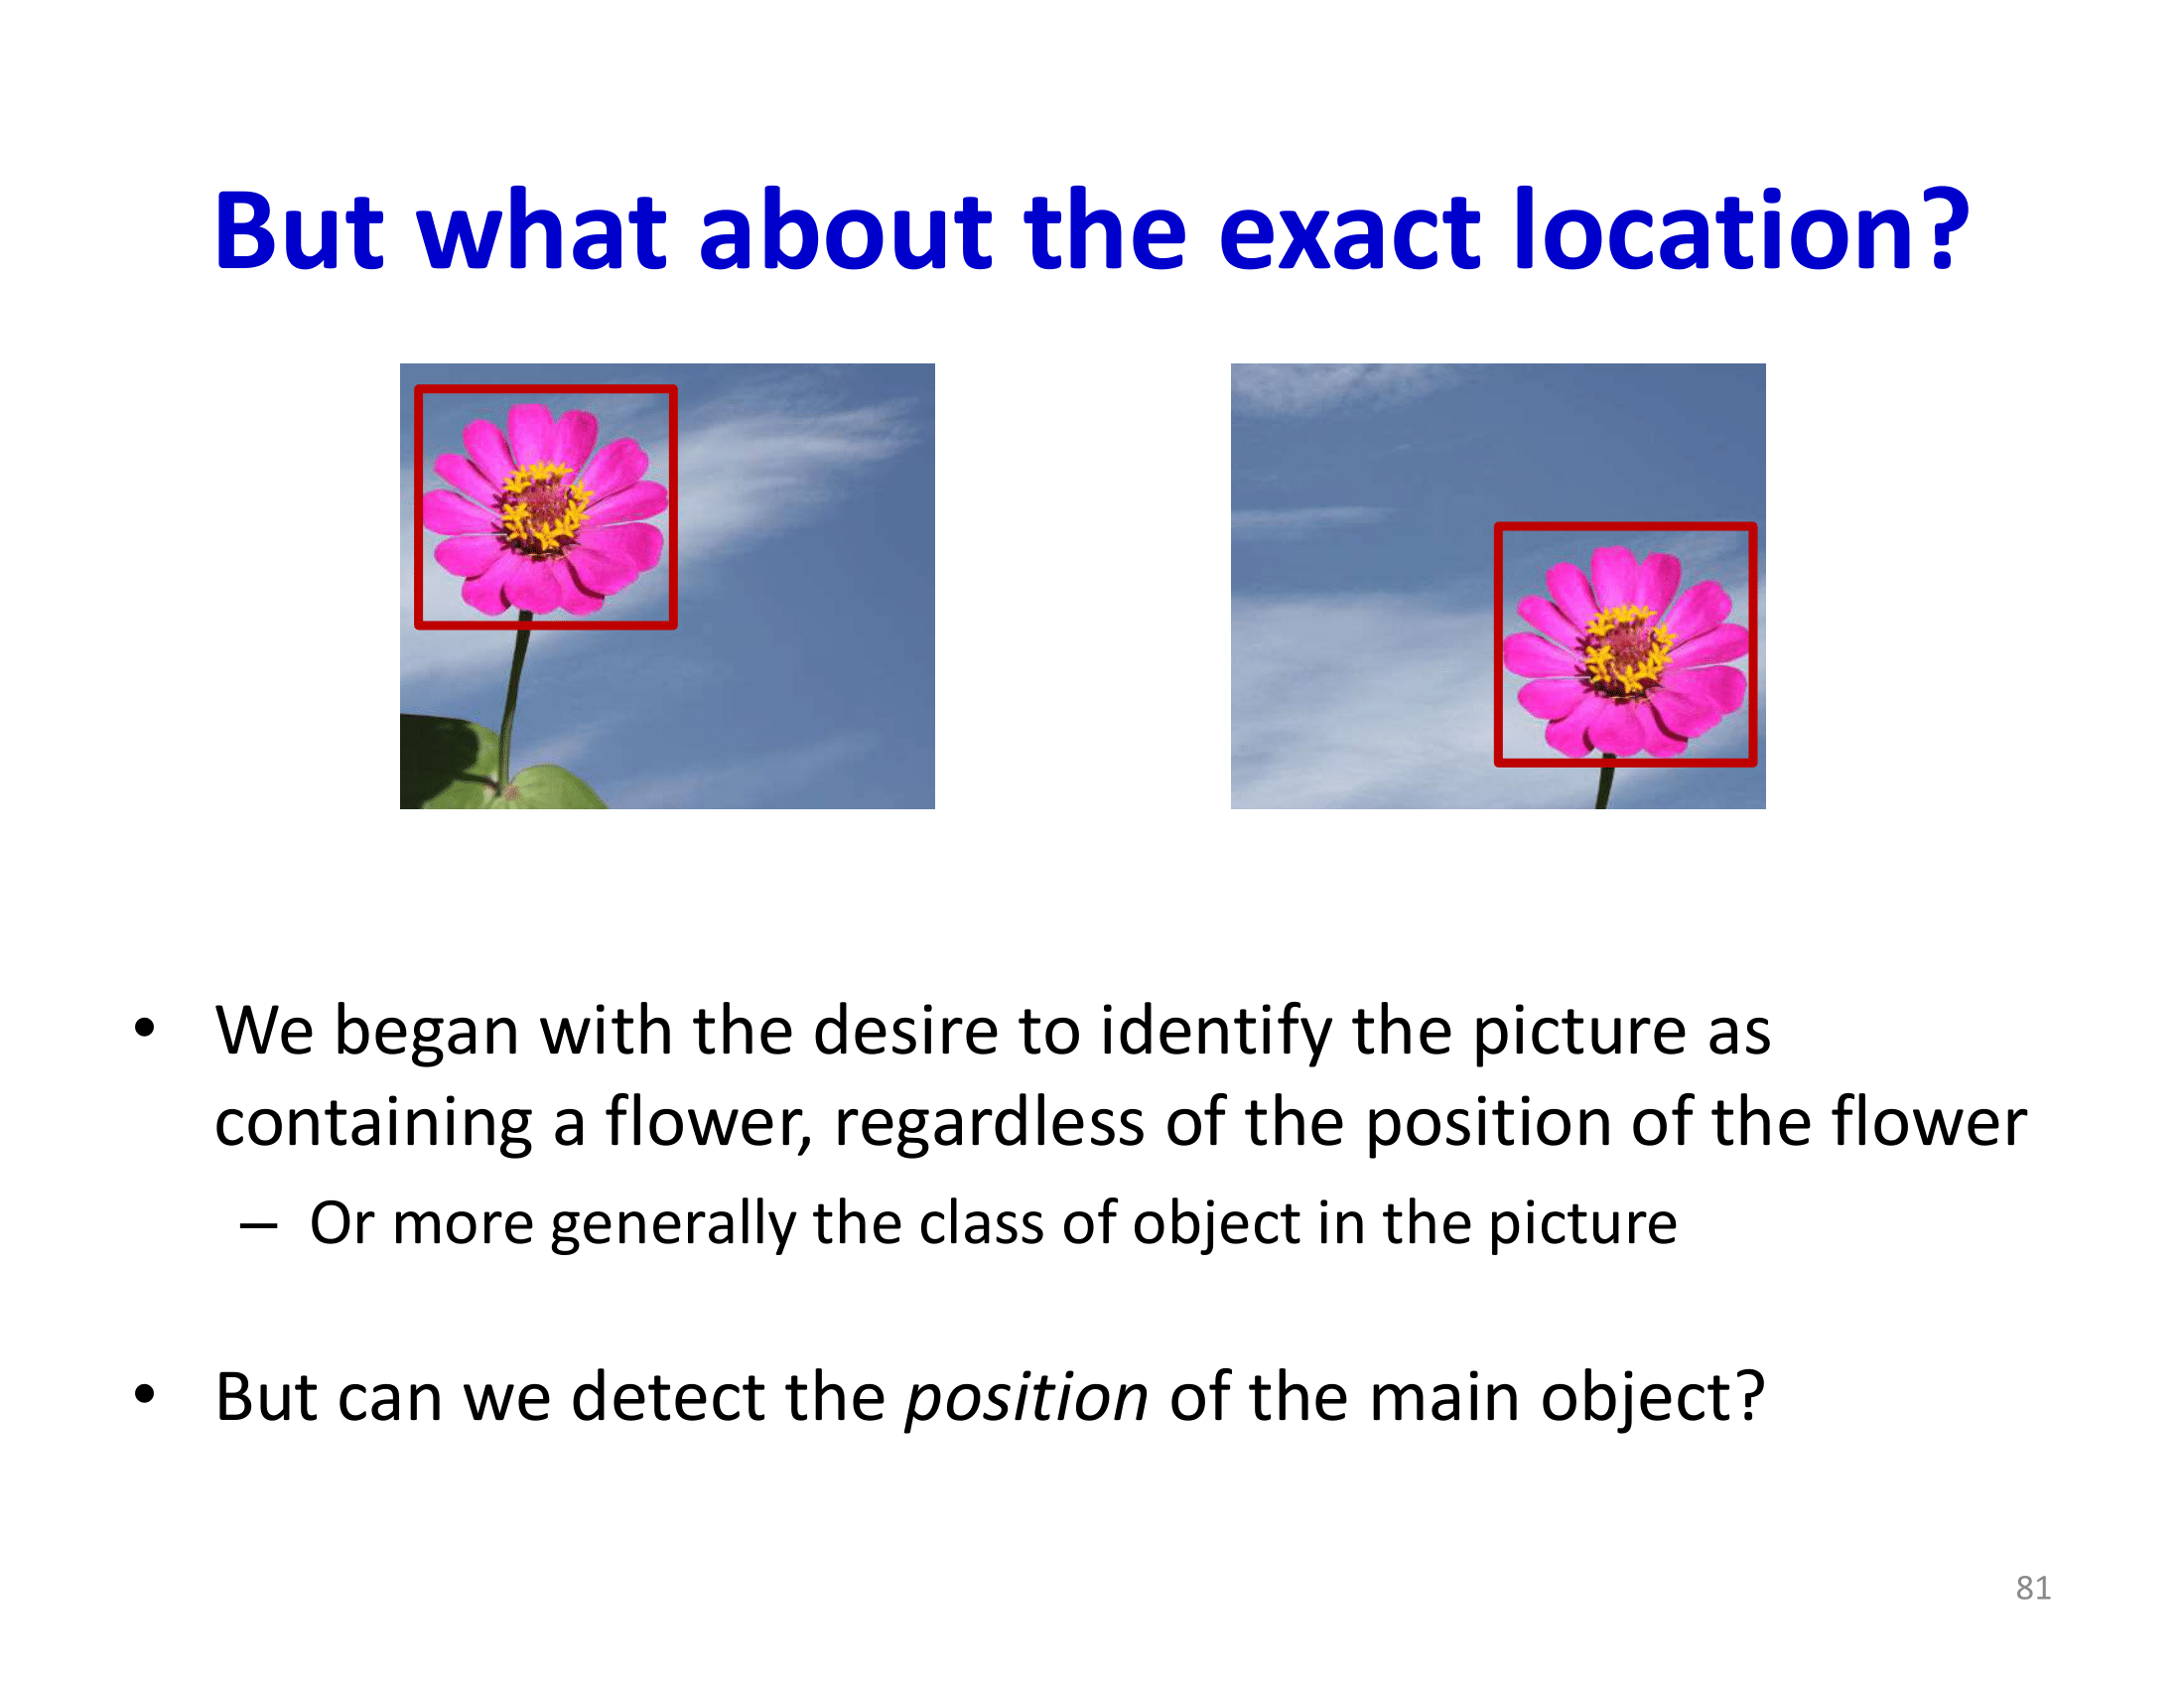 But what about the exact location?
• We began with the desire to identify the picture as
containing a flower, regardless of the position of the flower
– Or more generally the class of object in the picture
• But can we detect the position of the main object?
81